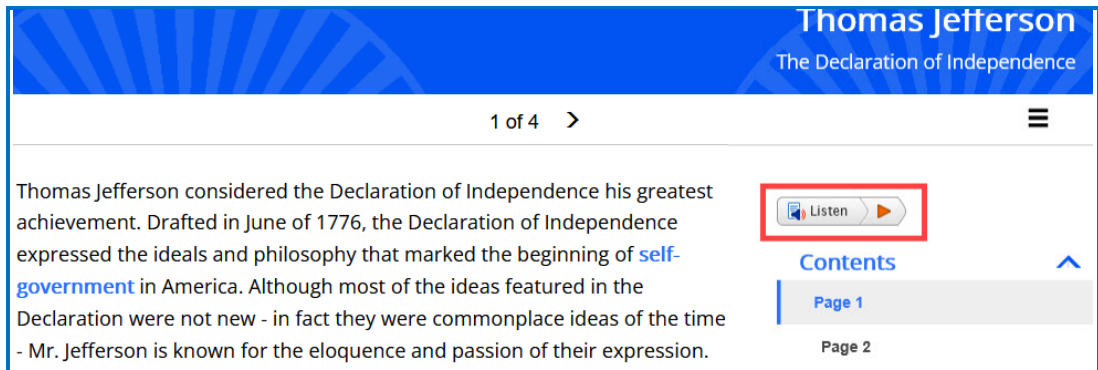 Thomas Jefferson
The Declaration of Independence
1 of 4
Thomas Jefferson considered the Declaration of Independence his greatest
achievement. Drafted in June of 1776, the Declaration of Independence
expressed the ideals and philosophy that marked the beginning of self-
government in America. Although most of the ideas featured in the
Declaration were not new - in fact they were commonplace ideas of the time
- Mr. Jefferson is known for the eloquence and passion of their expression.
Listen
Contents
Page 1
Page 2